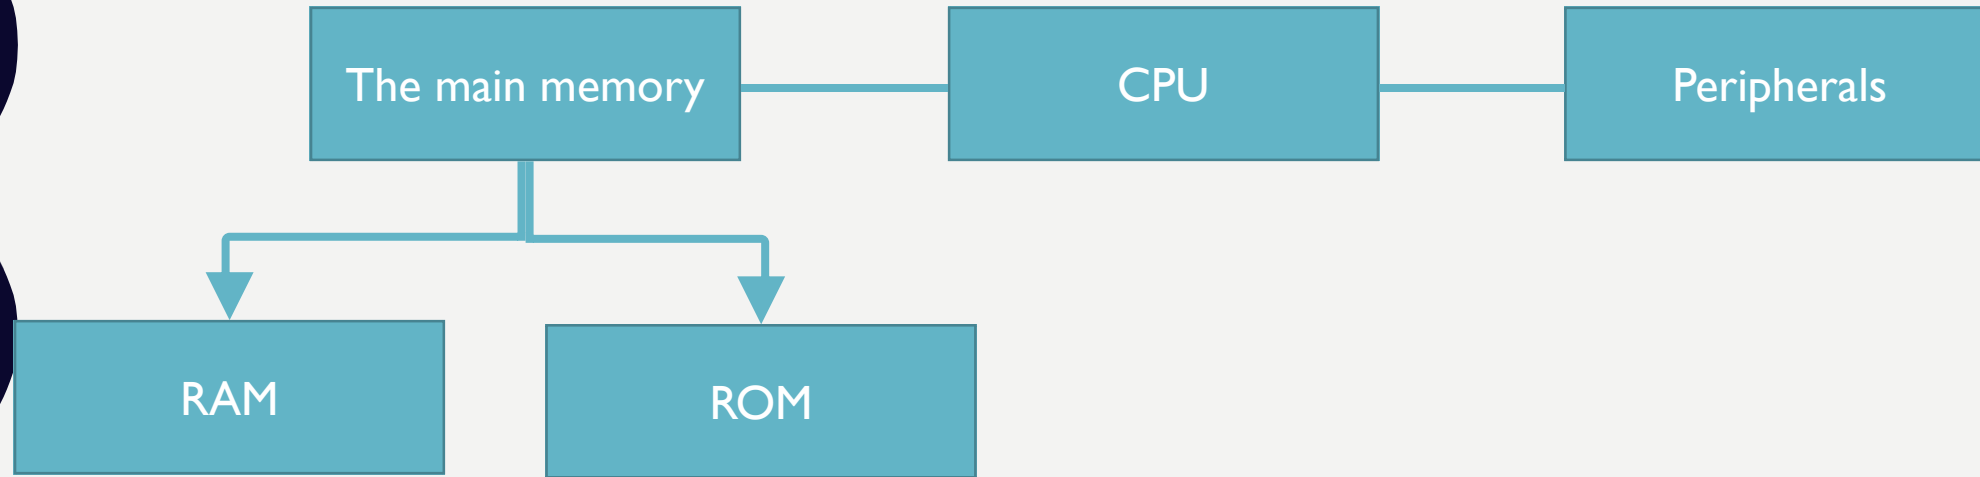 The main memory
CPU
Peripherals
RAM
ROM